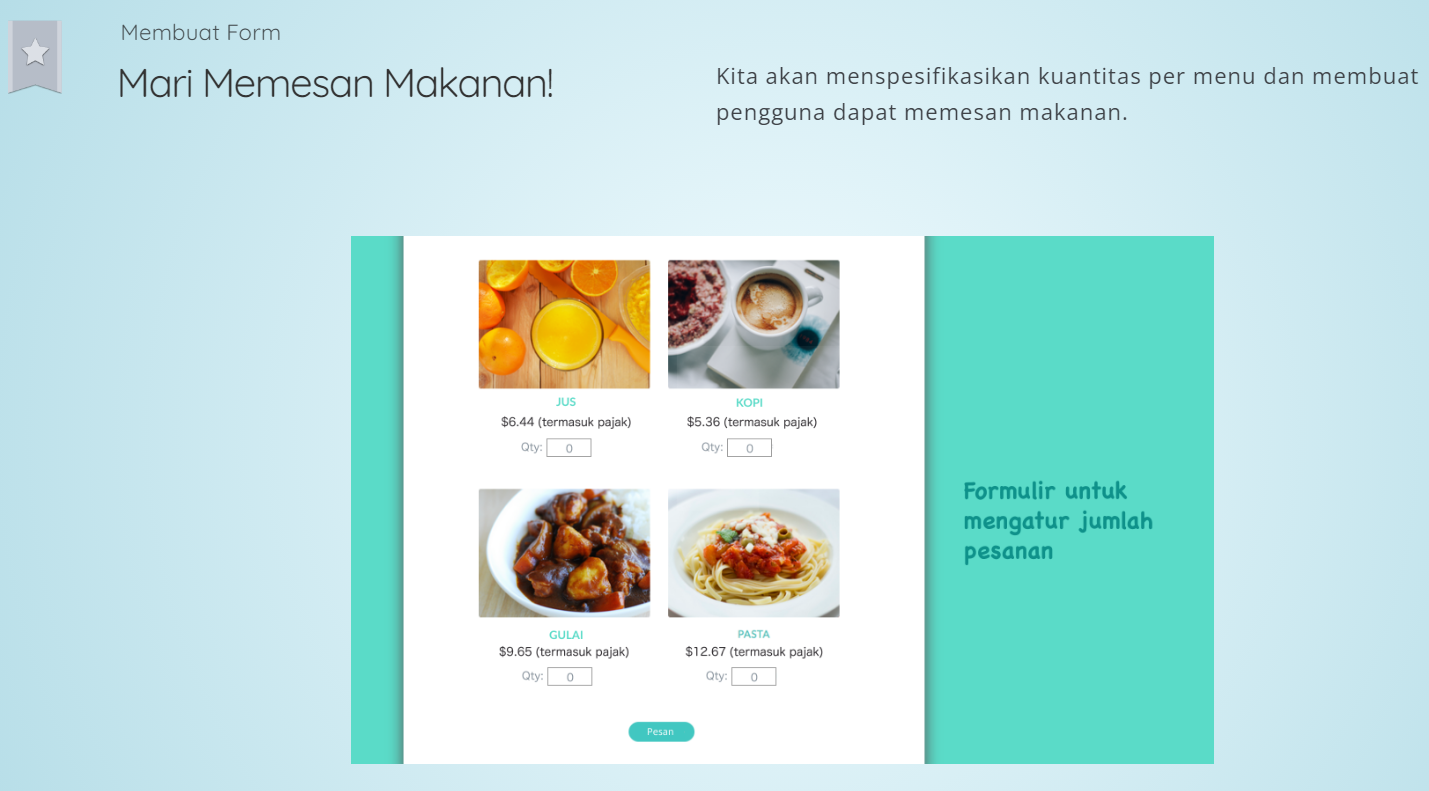 Membuat Form
Mari Memesan Makanan!
Kita akan menspesifikasikan kuantitas per menu dan membuat
pengguna dapat memesan makanan.
JUS
$6.44 (termasuk pajak)
Qty: 0
KOPI
$5.36 (termasuk pajak)
Qty: 0
GULAI
$9.65 (termasuk pajak)
Qty: 0
PASTA
$12.67 (termasuk pajak)
Qty: 0
Pesan
Formulir untuk
mengatur jumlah
pesanan